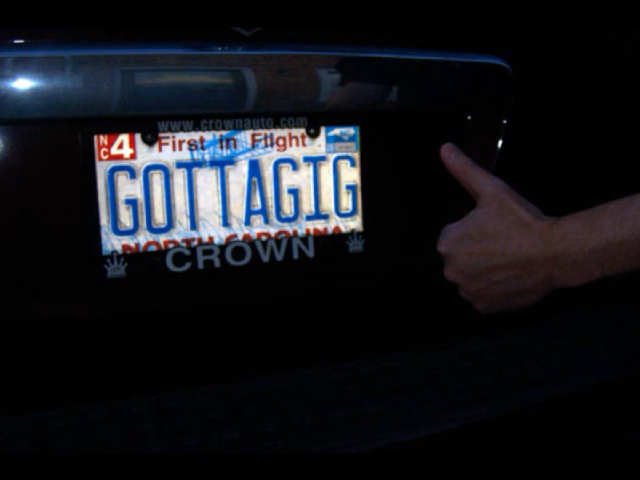 www.crownauto.com
NC 4 First in Flight
GOTTAGIG
NORTH CAROLINA
CROWN